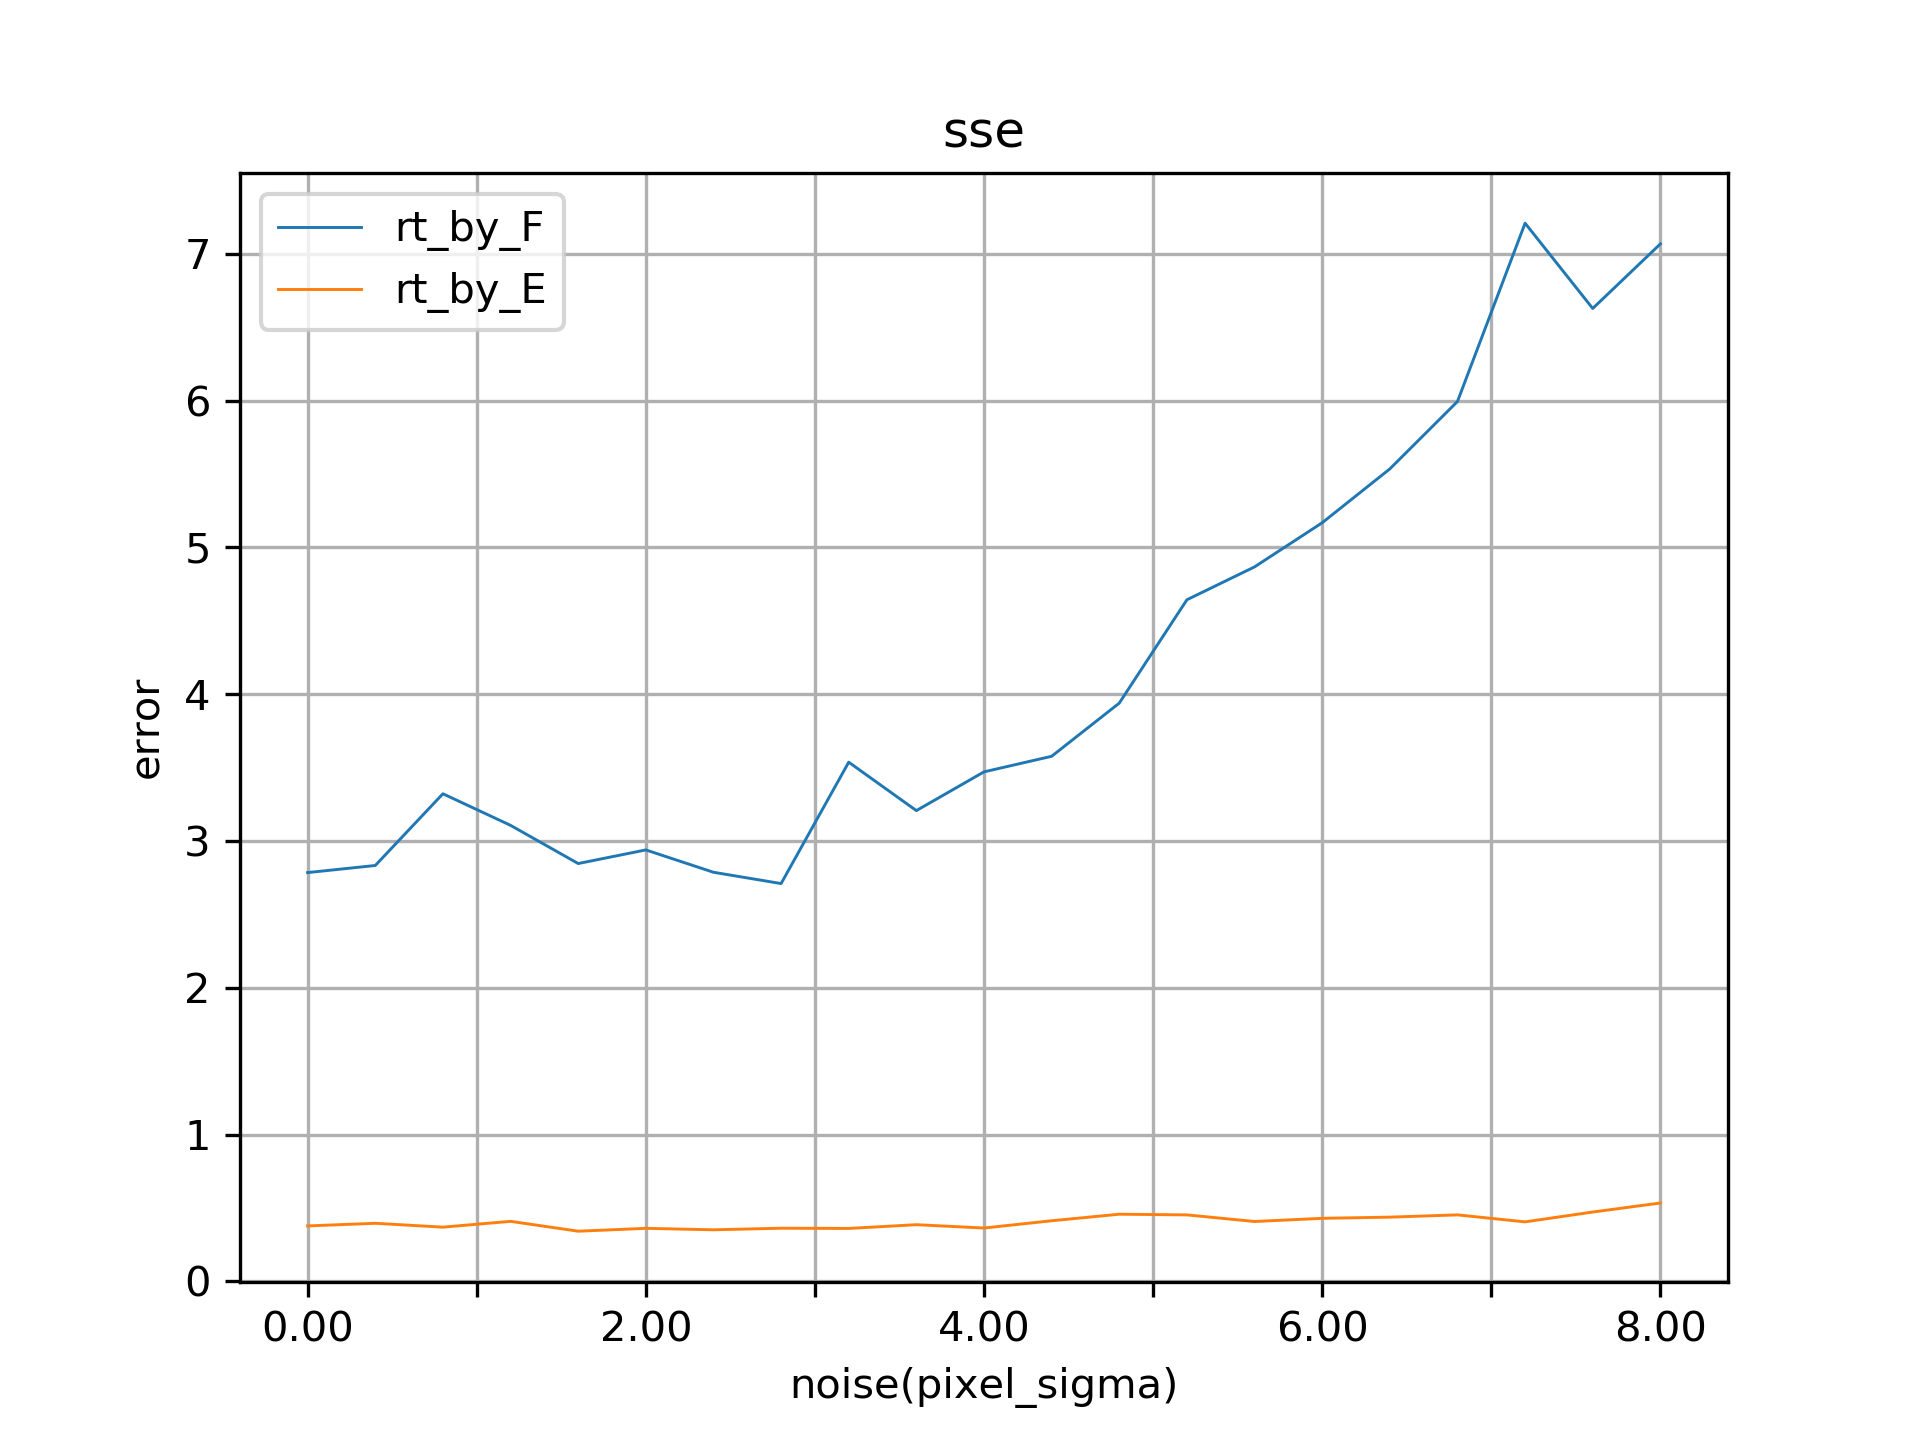 sse
rt_by_F
rt_by_E
7
6
5
4
3
2
1
0
error
0.00 2.00 4.00 6.00 8.00
noise(pixel_sigma)